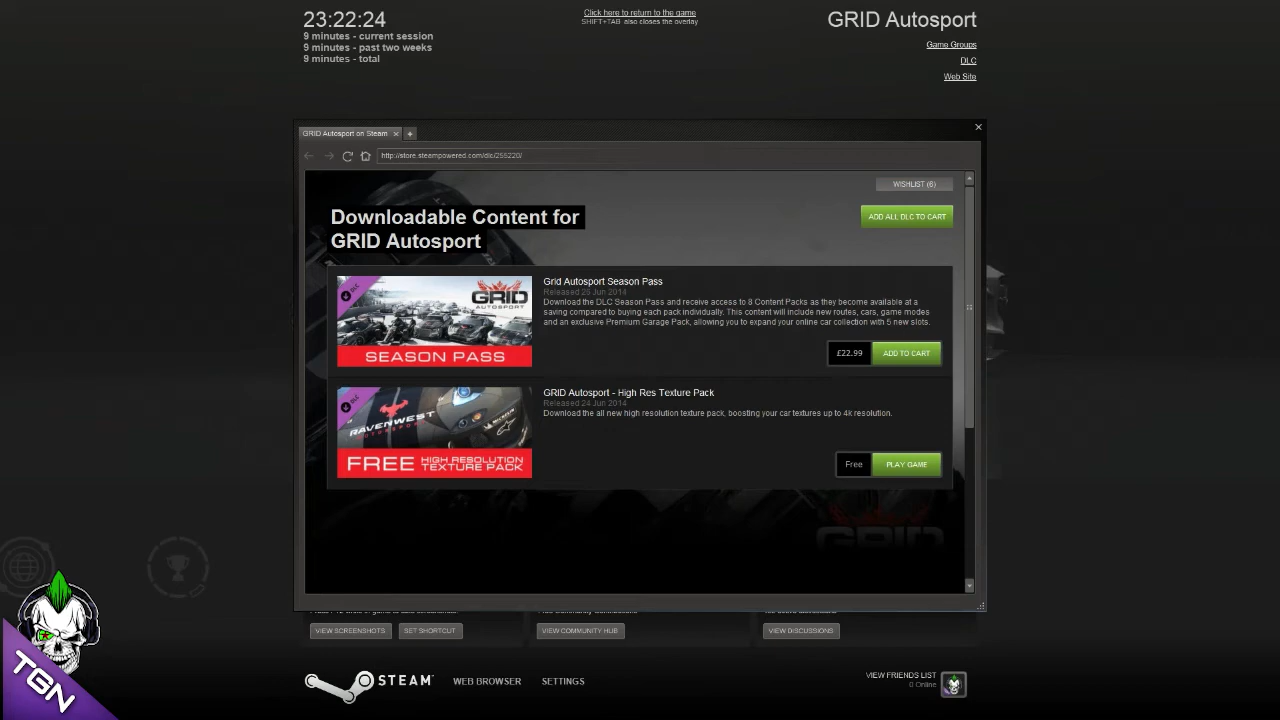 23:22:24
9 minutes - current session
9 minutes - past two weeks
9 minutes - total
Click here to return to the game
SHIFT+TAB also closes the overlay
GRID Autosport
Game Groups
DLC
Web Site
GRID Autosport on Steam
http://store.steampowered.com/dlc/255220/
WISHLIST (8)
Downloadable Content for
GRID Autosport
ADD ALL DLC TO CART
DLC
GRID
AUTOSPORT
SEASON PASS
Grid Autosport Season Pass
Released 26 Jun 2014
Download the DLC Season Pass and receive access to 8 Content Packs as they become available at a
saving compared to buying each pack individually. This content will include new routes, cars, game modes
and an exclusive Premium Garage Pack, allowing you to expand your online car collection with 5 new slots.
£22.99
ADD TO CART
DLC
RAVENWEST
FREE HIGH RESOLUTION
TEXTURE PACK
GRID Autosport - High Res Texture Pack
Released 24 Jun 2014
Download the all new high resolution texture pack, boosting your car textures up to 4k resolution.
Free
PLAY GAME
GRID
VIEW SCREENSHOTS
SET SHORTCUT
VIEW COMMUNITY HUB
VIEW DISCUSSIONS
TGN
STEAM
WEB BROWSER
SETTINGS
VIEW FRIENDS LIST
0 Online